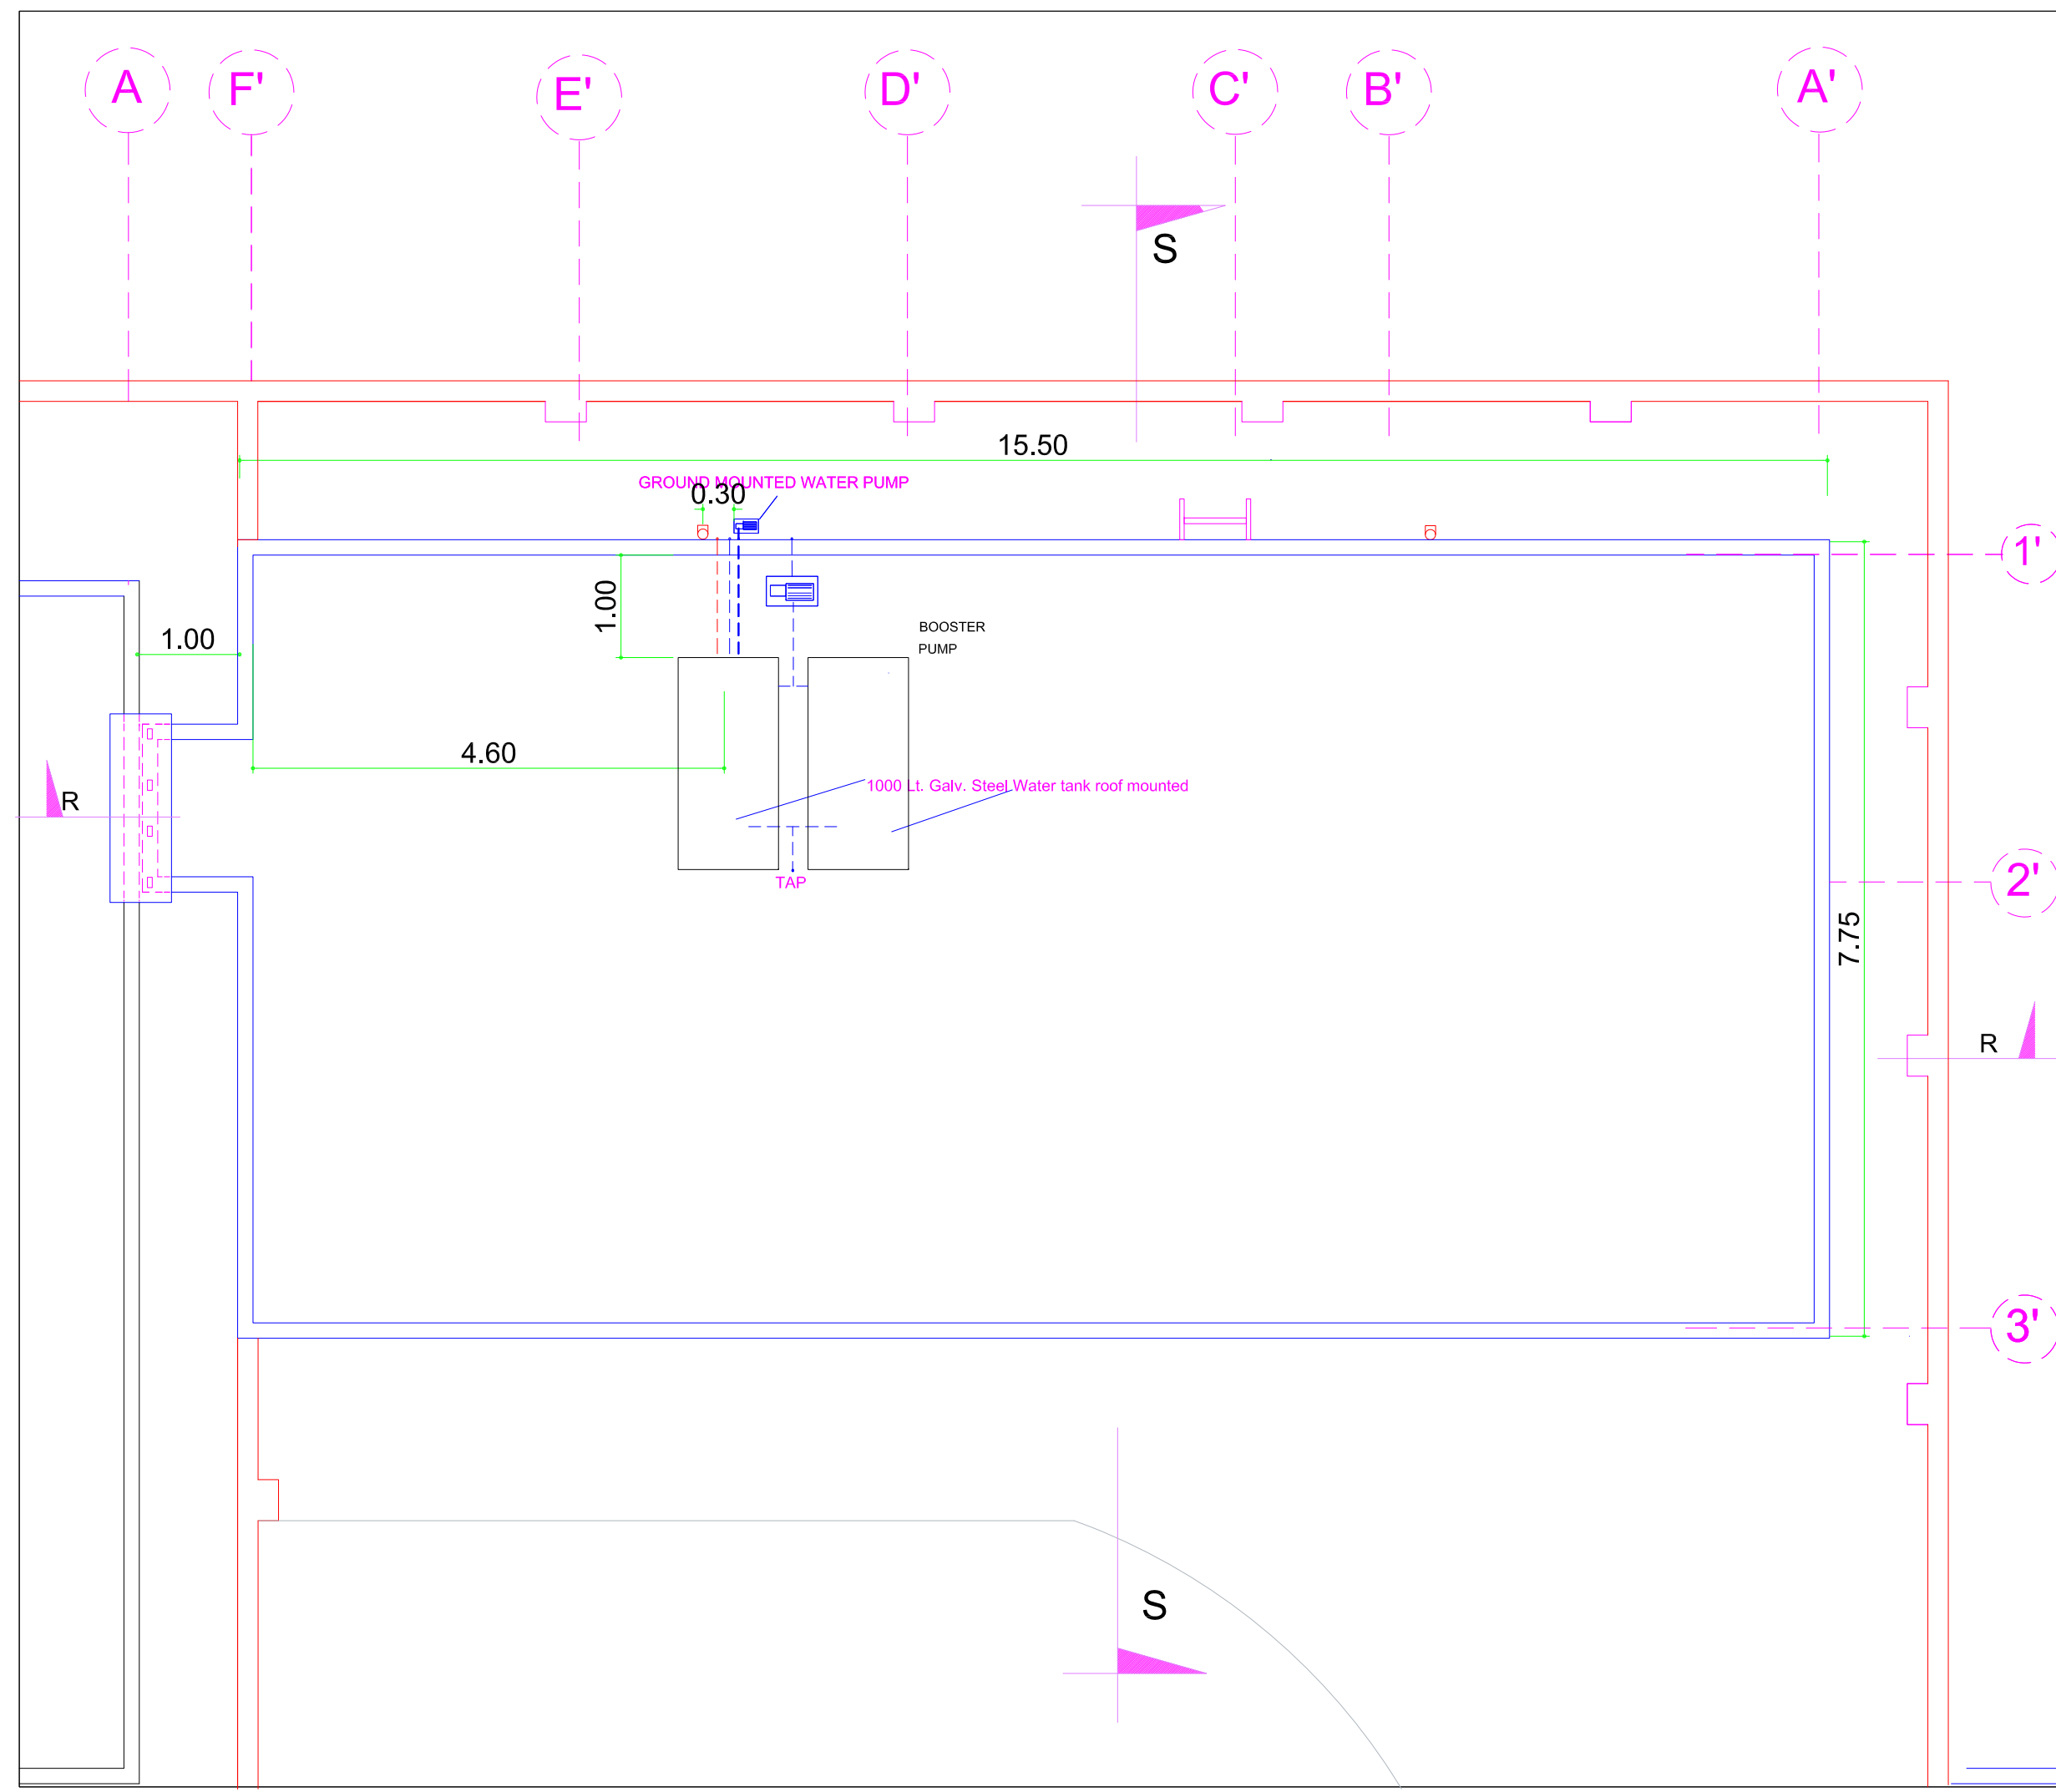 A F' E' D' C' B' A'
S
15.50
GROUND MOUNTED WATER PUMP
0.30
1'
1.00
BOOSTER
PUMP
1.00
4.60
1000 Lt. Galv. Steel Water tank roof mounted
R
TAP
2'
7.75
R
3'
S